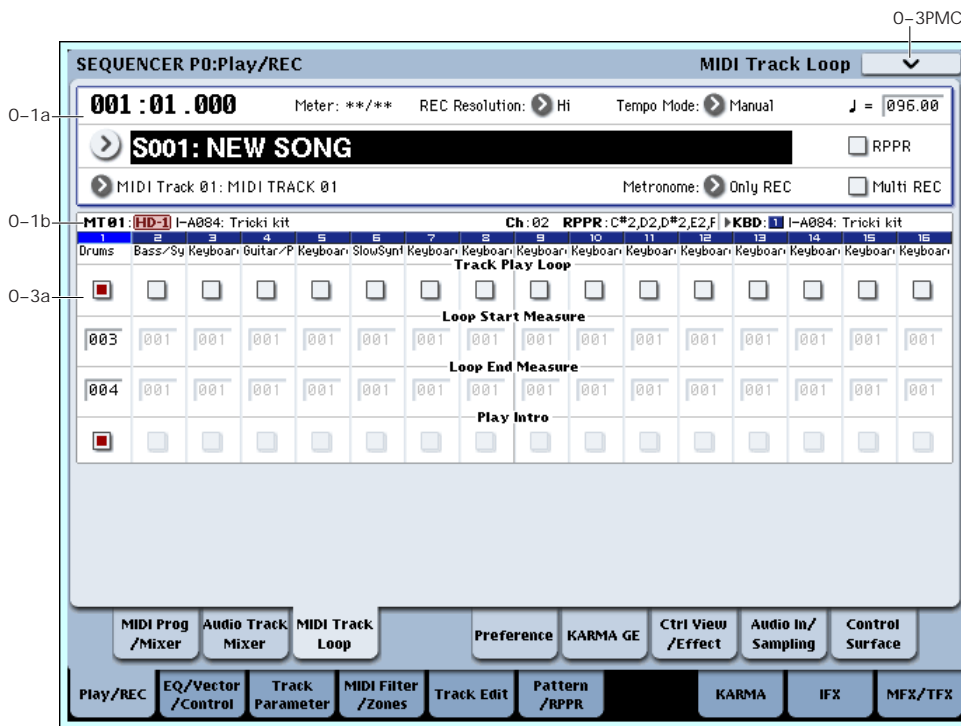 0–3PMC
SEQUENCER P0:Play/REC MIDI Track Loop
0–1a
001:01.000 Meter: **/** REC Resolution: Hi Tempo Mode: Manual ♩ = 096.00
S001: NEW SONG RPPR
MIDI Track 01: MIDI TRACK 01 Metronome: Only REC Multi REC
0–1b
MT01: HD-1 I-A084: Tricki kit Ch:02 RPPR:C#2,D2,D#2,E2,F ▶KBD: 1 I-A084: Tricki kit
1 2 3 4 5 6 7 8 9 10 11 12 13 14 15 16
Drums Bass/Sy Keyboar Guitar/P Keyboar SlowSynt Keyboar Keyboar Keyboar Keyboar Keyboar Keyboar Keyboar Keyboar Keyboar Keyboar
Track Play Loop
0–3a
Loop Start Measure
003 001 001 001 001 001 001 001 001 001 001 001 001 001 001 001
Loop End Measure
004 001 001 001 001 001 001 001 001 001 001 001 001 001 001 001
Play Intro
MIDI Prog /Mixer Audio Track Mixer MIDI Track Loop Preference KARMA GE Ctrl View /Effect Audio In/ Sampling Control Surface
Play/REC EQ/Vector /Control Track Parameter MIDI Filter /Zones Track Edit Pattern /RPPR KARMA IFX MFX/TFX